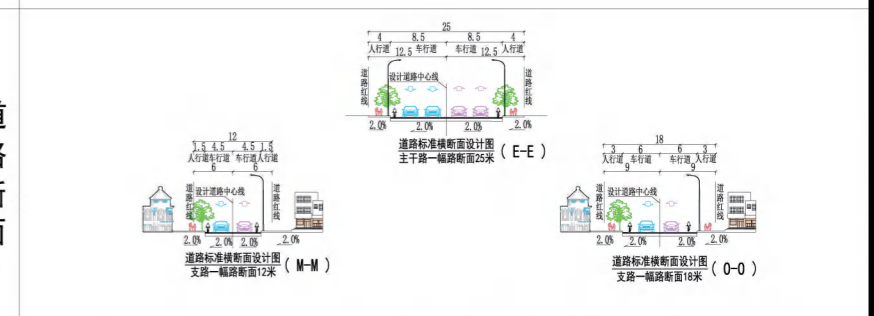 道路断面
25
4 8.5 8.5 4
人行道 车行道 车行道 人行道
12.5 12.5
道路红线
设计道路中心线
道路红线
2.0% 2.0% 2.0% 2.0%
道路标准横断面设计图
主干路一幅路断面25米
( E-E )
12
1.5 4.5 4.5 1.5
人行道 车行道 车行道 人行道
6 6
道路红线
设计道路中心线
道路红线
2.0% 2.0% 2.0% 2.0%
道路标准横断面设计图
支路一幅路断面12米
( M-M )
18
3 6 6 3
人行道 车行道 车行道 人行道
9 9
道路红线
设计道路中心线
道路红线
2.0% 2.0% 2.0% 2.0%
道路标准横断面设计图
支路一幅路断面18米
( O-O )